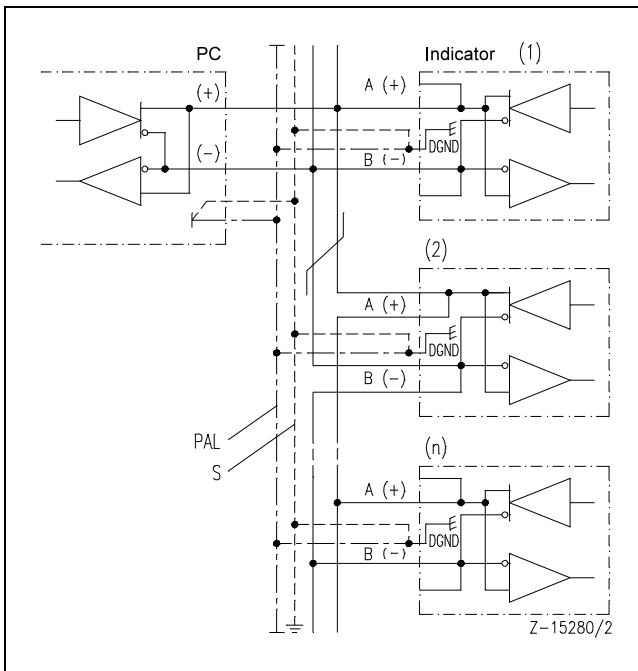 PC
Indicator (1)
(+)
A (+)
DGND
(-)
B (-)
(2)
A (+)
DGND
B (-)
PAL
S
(n)
A (+)
DGND
B (-)
Z-15280/2